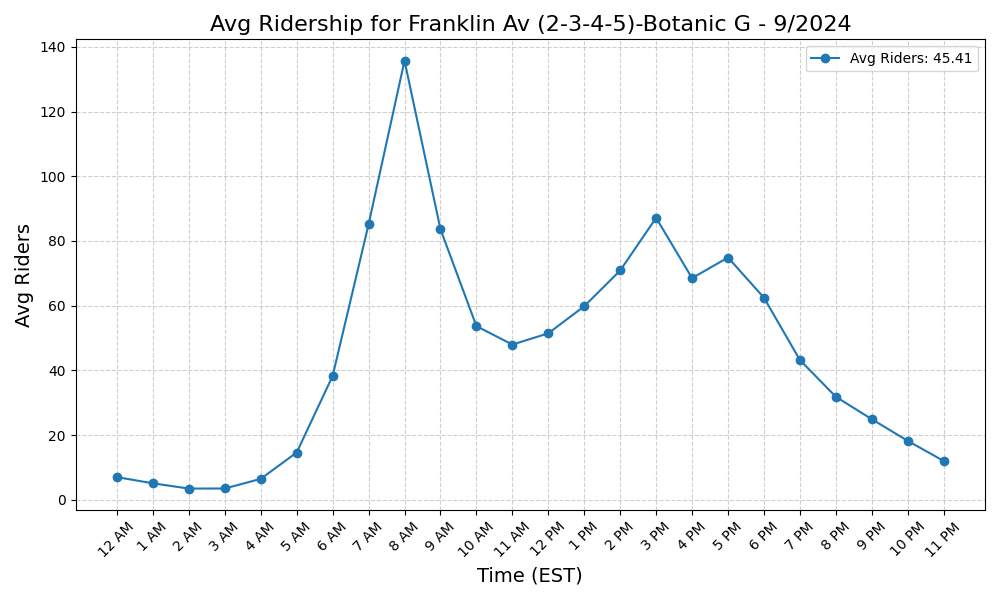 Avg Ridership for Franklin Av (2-3-4-5)-Botanic G - 9/2024
Avg Riders: 45.41
Avg Riders
140
120
100
80
60
40
20
0
12 AM
1 AM
2 AM
3 AM
4 AM
5 AM
6 AM
7 AM
8 AM
9 AM
10 AM
11 AM
12 PM
1 PM
2 PM
3 PM
4 PM
5 PM
6 PM
7 PM
8 PM
9 PM
10 PM
11 PM
Time (EST)